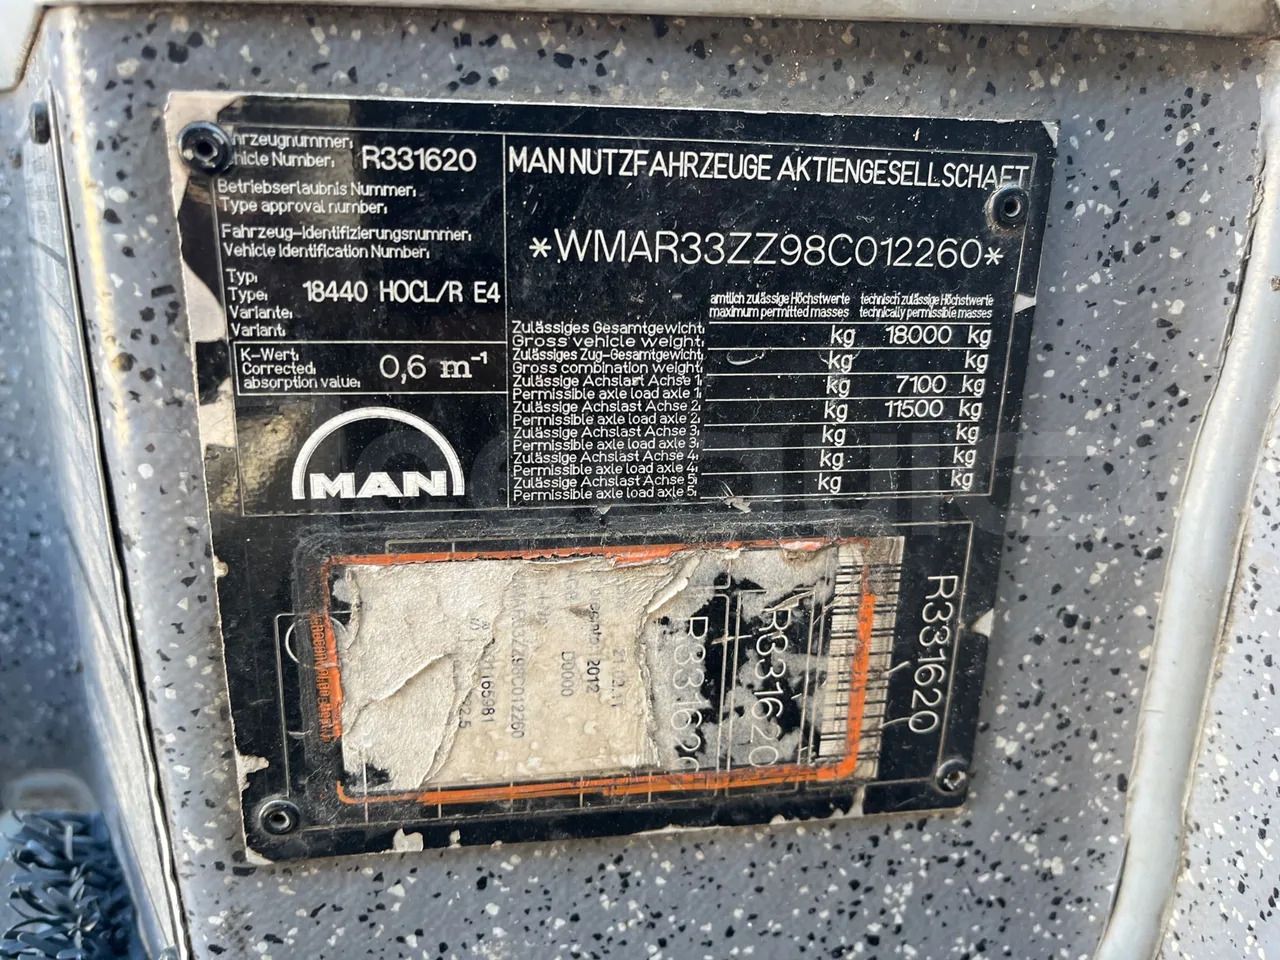 hrzeugnummer:
hicle Number: R331620
Betriebserlaubnis Nummer:
Type approval number:
Fahrzeug-Identifizierungsnummer:
Vehicle Identification Number:
Typ:
Type: 18440 HOCL/R E4
Variante:
Variant:
K-Wert:
Corrected
absorption value: 0,6 m⁻¹
MAN
MAN NUTZFAHRZEUGE AKTIENGESELLSCHAFT
*WMAR33ZZ98C012260*
amtlich zulässige Höchstwerte technisch zulässige Höchstwerte
maximum permitted masses technically permissible masses
Zulässiges Gesamtgewicht:
Gross vehicle weight: kg 18000 kg
Zulässiges Zug-Gesamtgewicht:
Gross combination weight: kg kg
Zulässige Achslast Achse 1:
Permissible axle load axle 1: kg 7100 kg
Zulässige Achslast Achse 2:
Permissible axle load axle 2: kg 11500 kg
Zulässige Achslast Achse 3:
Permissible axle load axle 3: kg kg
Zulässige Achslast Achse 4:
Permissible axle load axle 4: kg kg
Zulässige Achslast Achse 5:
Permissible axle load axle 5: kg kg
R331620
R331620
R331620
2012
D0000